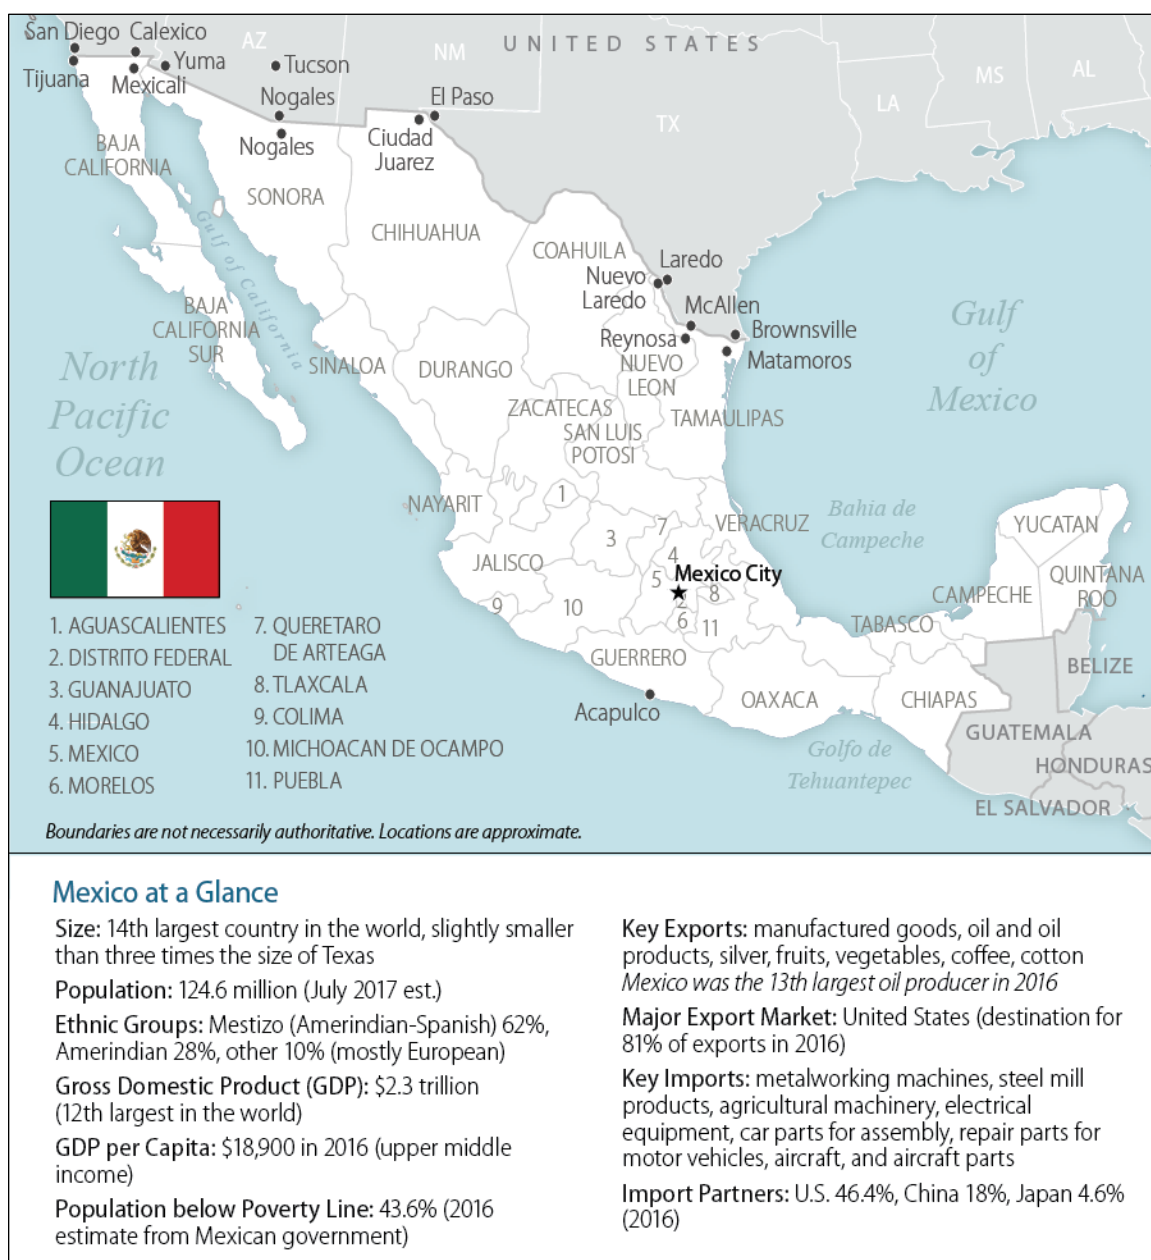 San Diego
Calexico
AZ
NM
UNITED STATES
MS
AL
Tijuana
Mexicali
Yuma
Tucson
LA
Nogales
El Paso
TX
Nogales
Ciudad
Juarez
BAJA
CALIFORNIA
SONORA
CHIHUAHUA
COAHUILA
Gulf of California
Nuevo
Laredo
Laredo
McAllen
Reynosa
Brownsville
Matamoros
Gulf
of
Mexico
BAJA
CALIFORNIA
SUR
North
Pacific
Ocean
SINALOA
DURANGO
NUEVO
LEON
ZACATECAS
SAN LUIS
POTOSI
TAMAULIPAS
NAYARIT
1
VERACRUZ
Bahia de
Campeche
YUCATAN
3
7
JALISCO
4
5
Mexico City
QUINTANA
ROO
CAMPECHE
9
10
2
8
6
11
TABASCO
GUERRERO
BELIZE
Acapulco
OAXACA
CHIAPAS
GUATEMALA
Golfo de
Tehuantepec
HONDURAS
EL SALVADOR
1. AGUASCALIENTES
2. DISTRITO FEDERAL
3. GUANAJUATO
4. HIDALGO
5. MEXICO
6. MORELOS
7. QUERETARO
DE ARTEAGA
8. TLAXCALA
9. COLIMA
10. MICHOACAN DE OCAMPO
11. PUEBLA
Boundaries are not necessarily authoritative. Locations are approximate.
Mexico at a Glance
Size: 14th largest country in the world, slightly smaller
than three times the size of Texas
Population: 124.6 million (July 2017 est.)
Ethnic Groups: Mestizo (Amerindian-Spanish) 62%,
Amerindian 28%, other 10% (mostly European)
Gross Domestic Product (GDP): $2.3 trillion
(12th largest in the world)
GDP per Capita: $18,900 in 2016 (upper middle
income)
Population below Poverty Line: 43.6% (2016
estimate from Mexican government)
Key Exports: manufactured goods, oil and oil
products, silver, fruits, vegetables, coffee, cotton
Mexico was the 13th largest oil producer in 2016
Major Export Market: United States (destination for
81% of exports in 2016)
Key Imports: metalworking machines, steel mill
products, agricultural machinery, electrical
equipment, car parts for assembly, repair parts for
motor vehicles, aircraft, and aircraft parts
Import Partners: U.S. 46.4%, China 18%, Japan 4.6%
(2016)